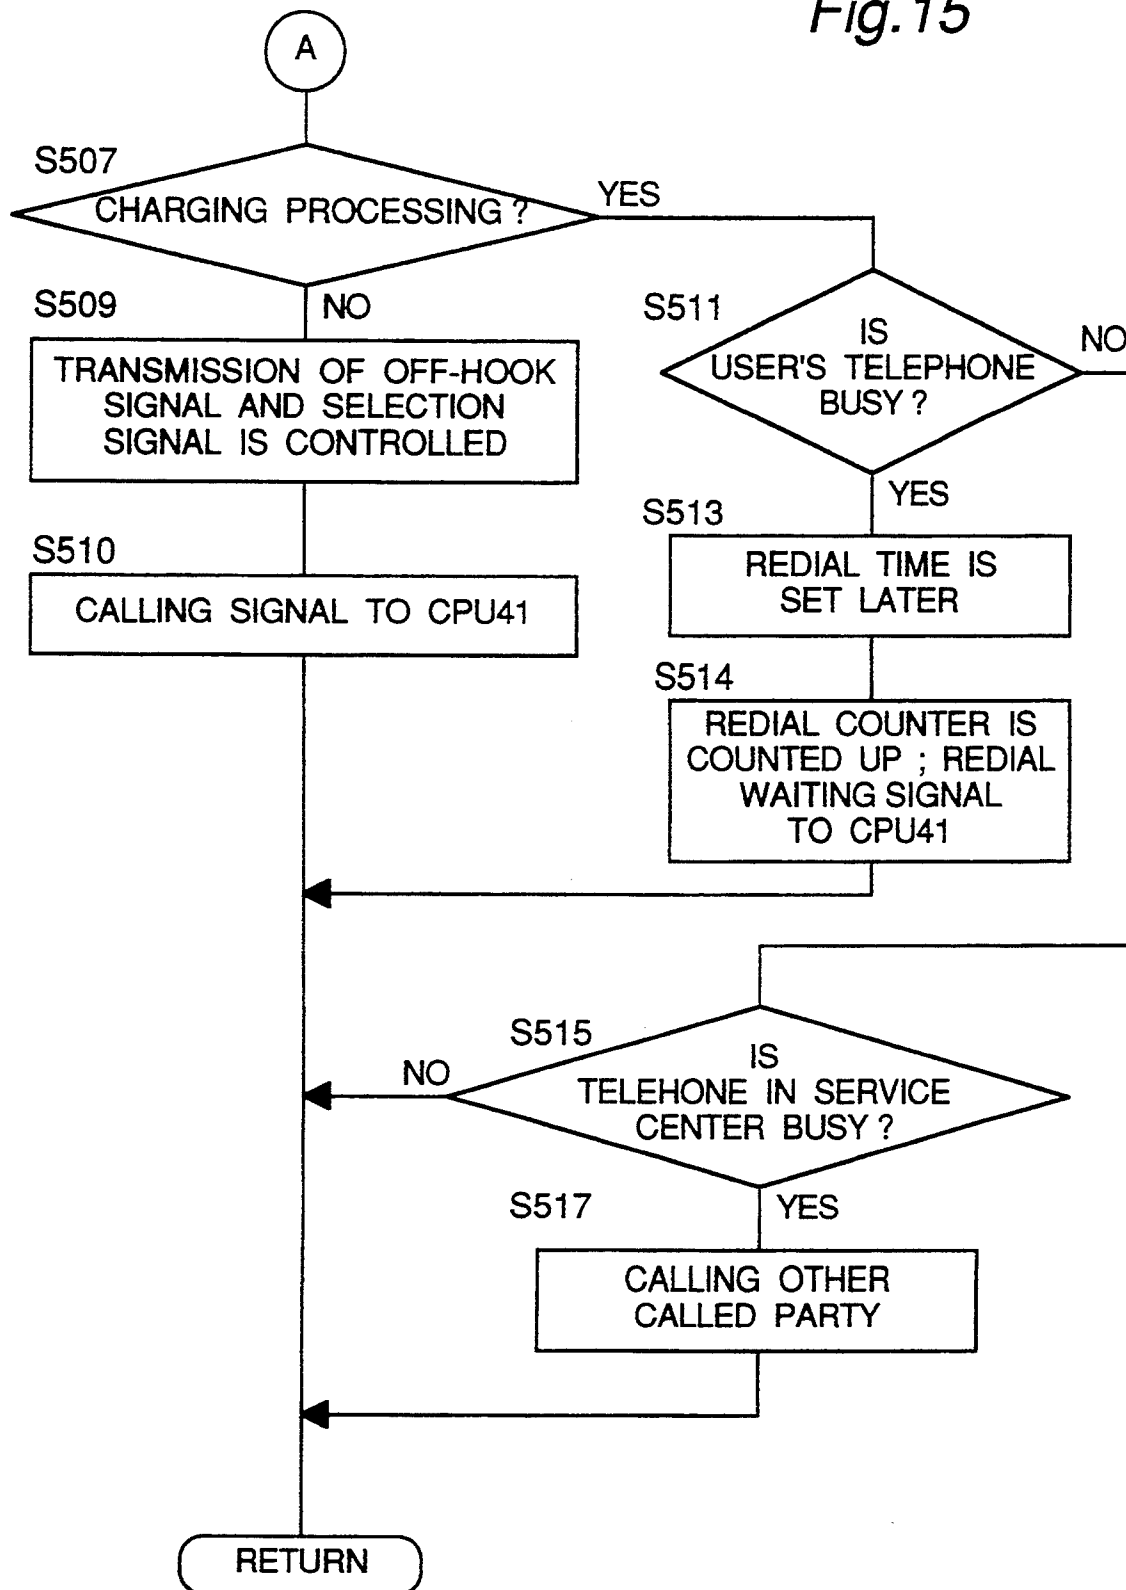 Fig.15
A
S507
CHARGING PROCESSING ?
YES
S509
NO
TRANSMISSION OF OFF-HOOK
SIGNAL AND SELECTION
SIGNAL IS CONTROLLED
S511
IS
USER'S TELEPHONE
BUSY ?
NO
YES
S510
CALLING SIGNAL TO CPU41
S513
REDIAL TIME IS
SET LATER
S514
REDIAL COUNTER IS
COUNTED UP ; REDIAL
WAITING SIGNAL
TO CPU41
S515
NO
IS
TELEHONE IN SERVICE
CENTER BUSY ?
S517
YES
CALLING OTHER
CALLED PARTY
RETURN